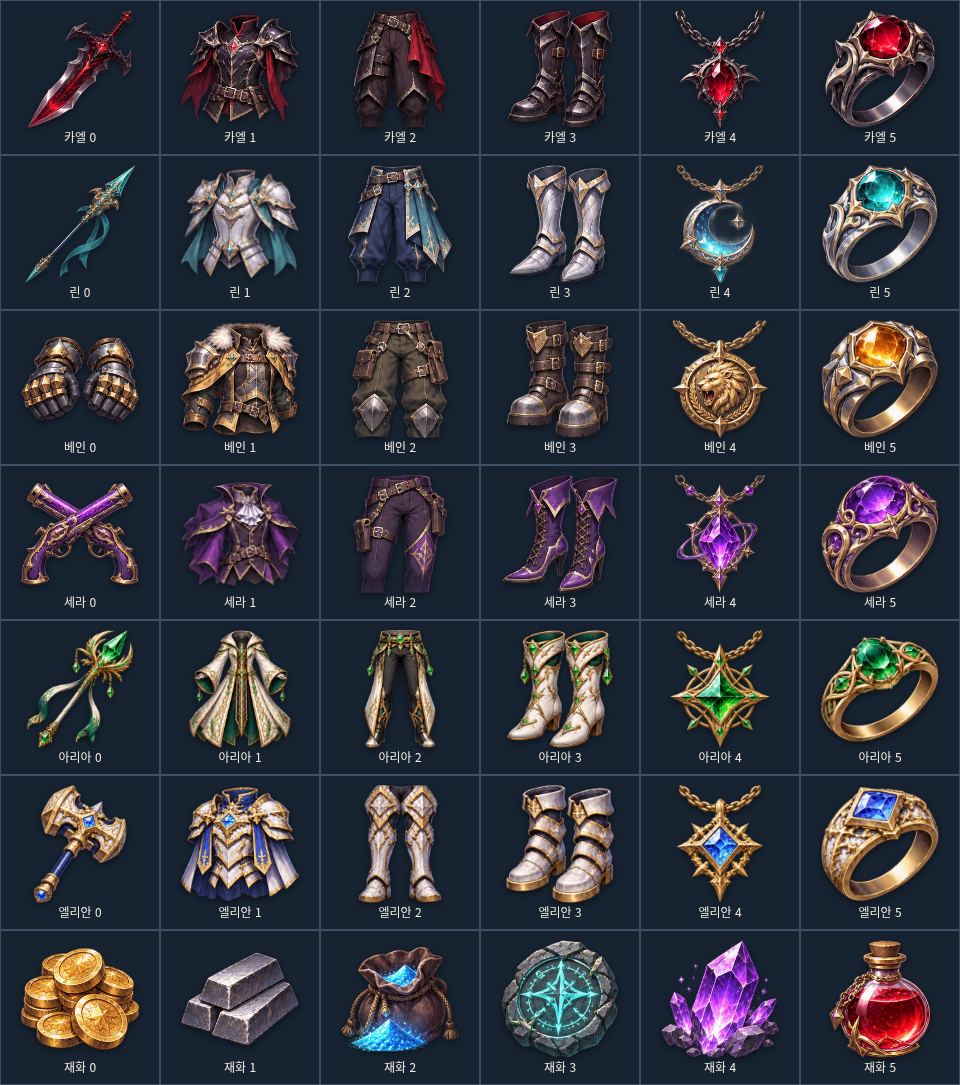 카엘 0
카엘 1
카엘 2
카엘 3
카엘 4
카엘 5
린 0
린 1
린 2
린 3
린 4
린 5
베인 0
베인 1
베인 2
베인 3
베인 4
베인 5
세라 0
세라 1
세라 2
세라 3
세라 4
세라 5
아리아 0
아리아 1
아리아 2
아리아 3
아리아 4
아리아 5
엘리안 0
엘리안 1
엘리안 2
엘리안 3
엘리안 4
엘리안 5
재화 0
재화 1
재화 2
재화 3
재화 4
재화 5